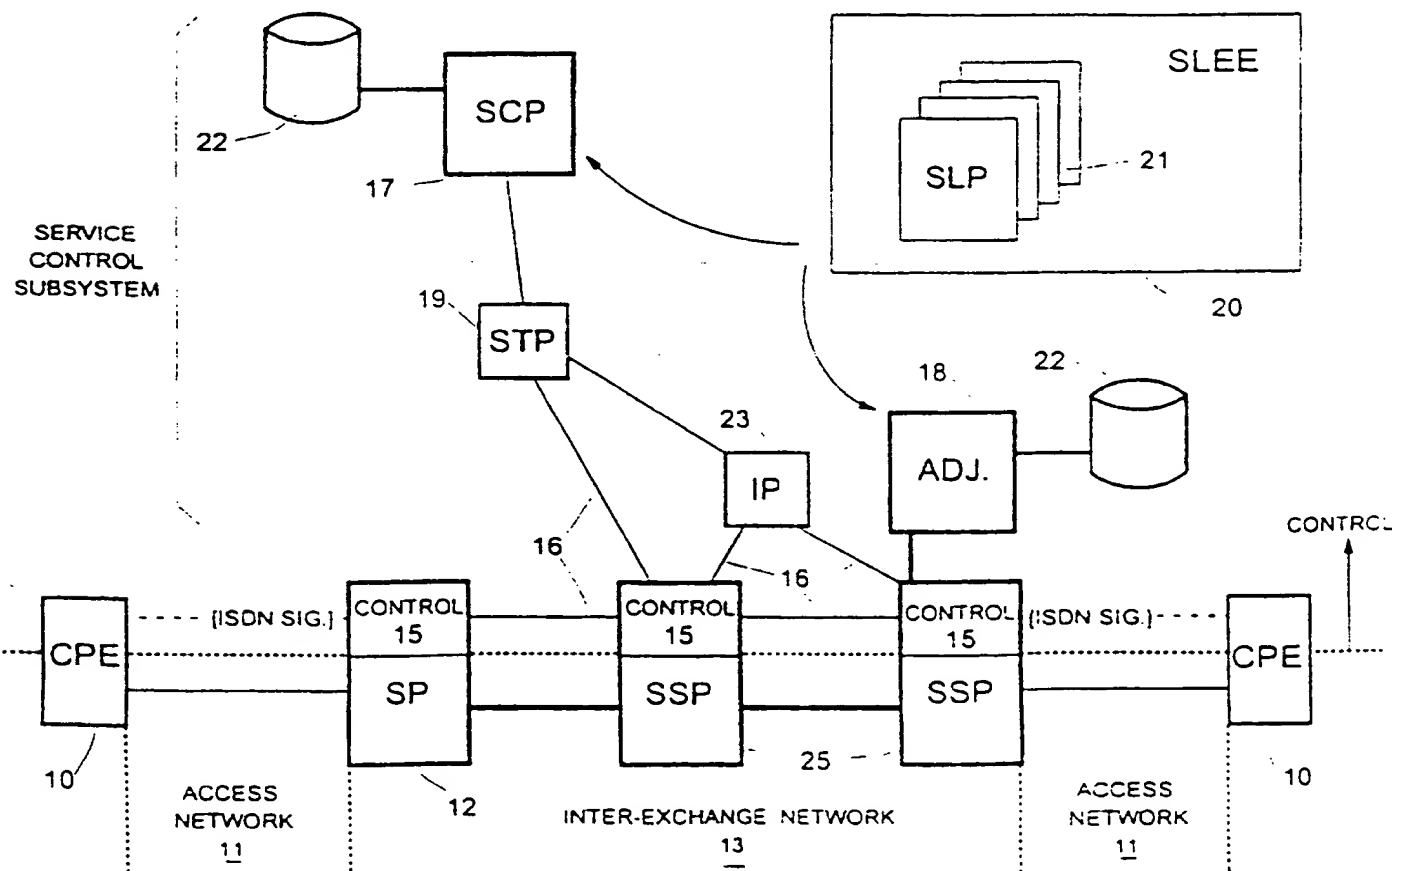 SLEE
SCP
22
21
SLP
17
SERVICE
CONTROL
SUBSYSTEM
19
20
STP
22
18
23
ADJ.
IP
CONTROL
16
16
CONTROL
15
CONTROL
15
CONTROL
15
[ISDN SIG.]
[ISDN SIG.]
CPE
CPE
SP
SSP
SSP
25
10
10
12
ACCESS
NETWORK
11
INTER-EXCHANGE NETWORK
13
ACCESS
NETWORK
11